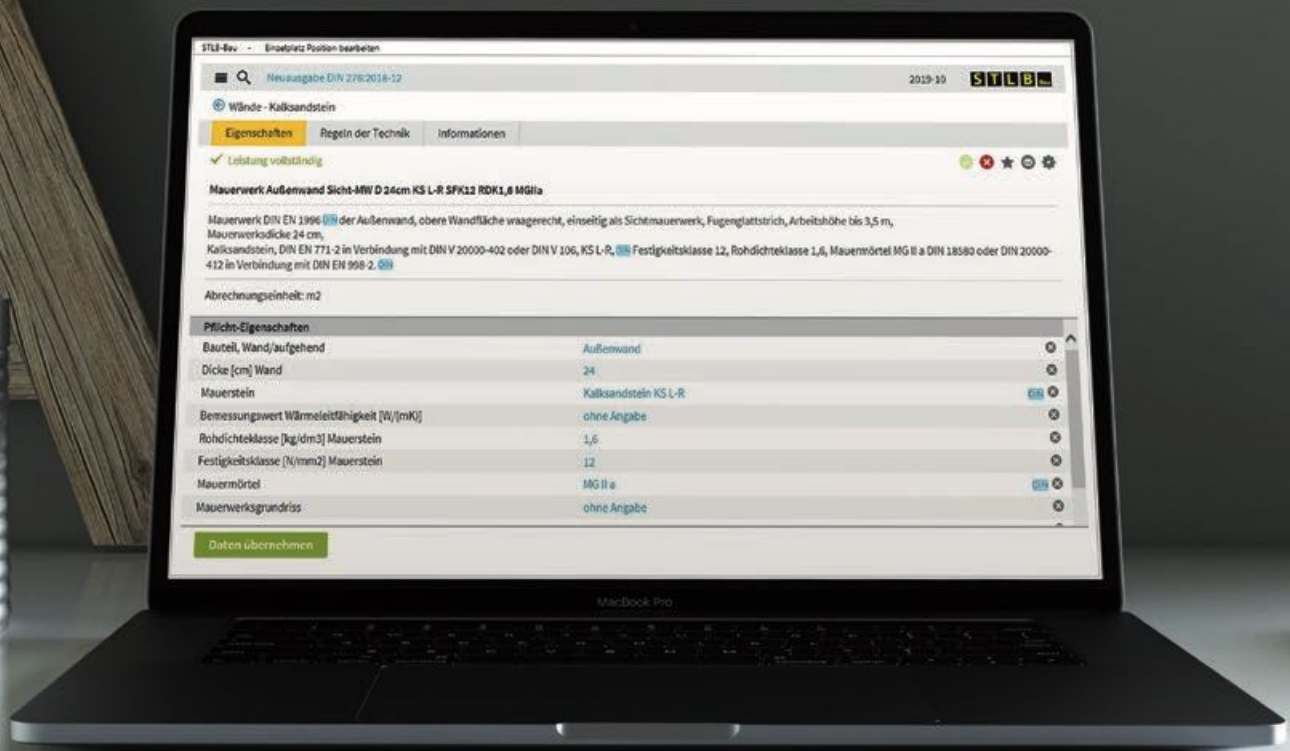 STLB-Bau - Einzelplatz Position bearbeiten
Neuausgabe DIN 276:2018-12
2019-10 STLB
Wände - Kalksandstein
Eigenschaften Regeln der Technik Informationen
Leistung vollständig
Mauerwerk Außenwand Sicht-MW D 24cm KS L-R SFK12 RDK1,6 MGIIa
Mauerwerk DIN EN 1996 DIN der Außenwand, obere Wandfläche waagerecht, einseitig als Sichtmauerwerk, Fugenglattstrich, Arbeitshöhe bis 3,5 m,
Mauerwerksdicke 24 cm,
Kalksandstein, DIN EN 771-2 in Verbindung mit DIN V 20000-402 oder DIN V 106, KS L-R, DIN Festigkeitsklasse 12, Rohdichteklasse 1,6, Mauermörtel MG II a DIN 18580 oder DIN 20000-
412 in Verbindung mit DIN EN 998-2. DIN
Abrechnungseinheit: m2
Pflicht-Eigenschaften
Bauteil, Wand/aufgehend Außenwand
Dicke [cm] Wand 24
Mauerstein Kalksandstein KS L-R DIN
Bemessungswert Wärmeleitfähigkeit [W/(mK)] ohne Angabe
Rohdichteklasse [kg/dm3] Mauerstein 1,6
Festigkeitsklasse [N/mm2] Mauerstein 12
Mauermörtel MG II a DIN
Mauerwerksgrundriss ohne Angabe
Daten übernehmen
MacBook Pro